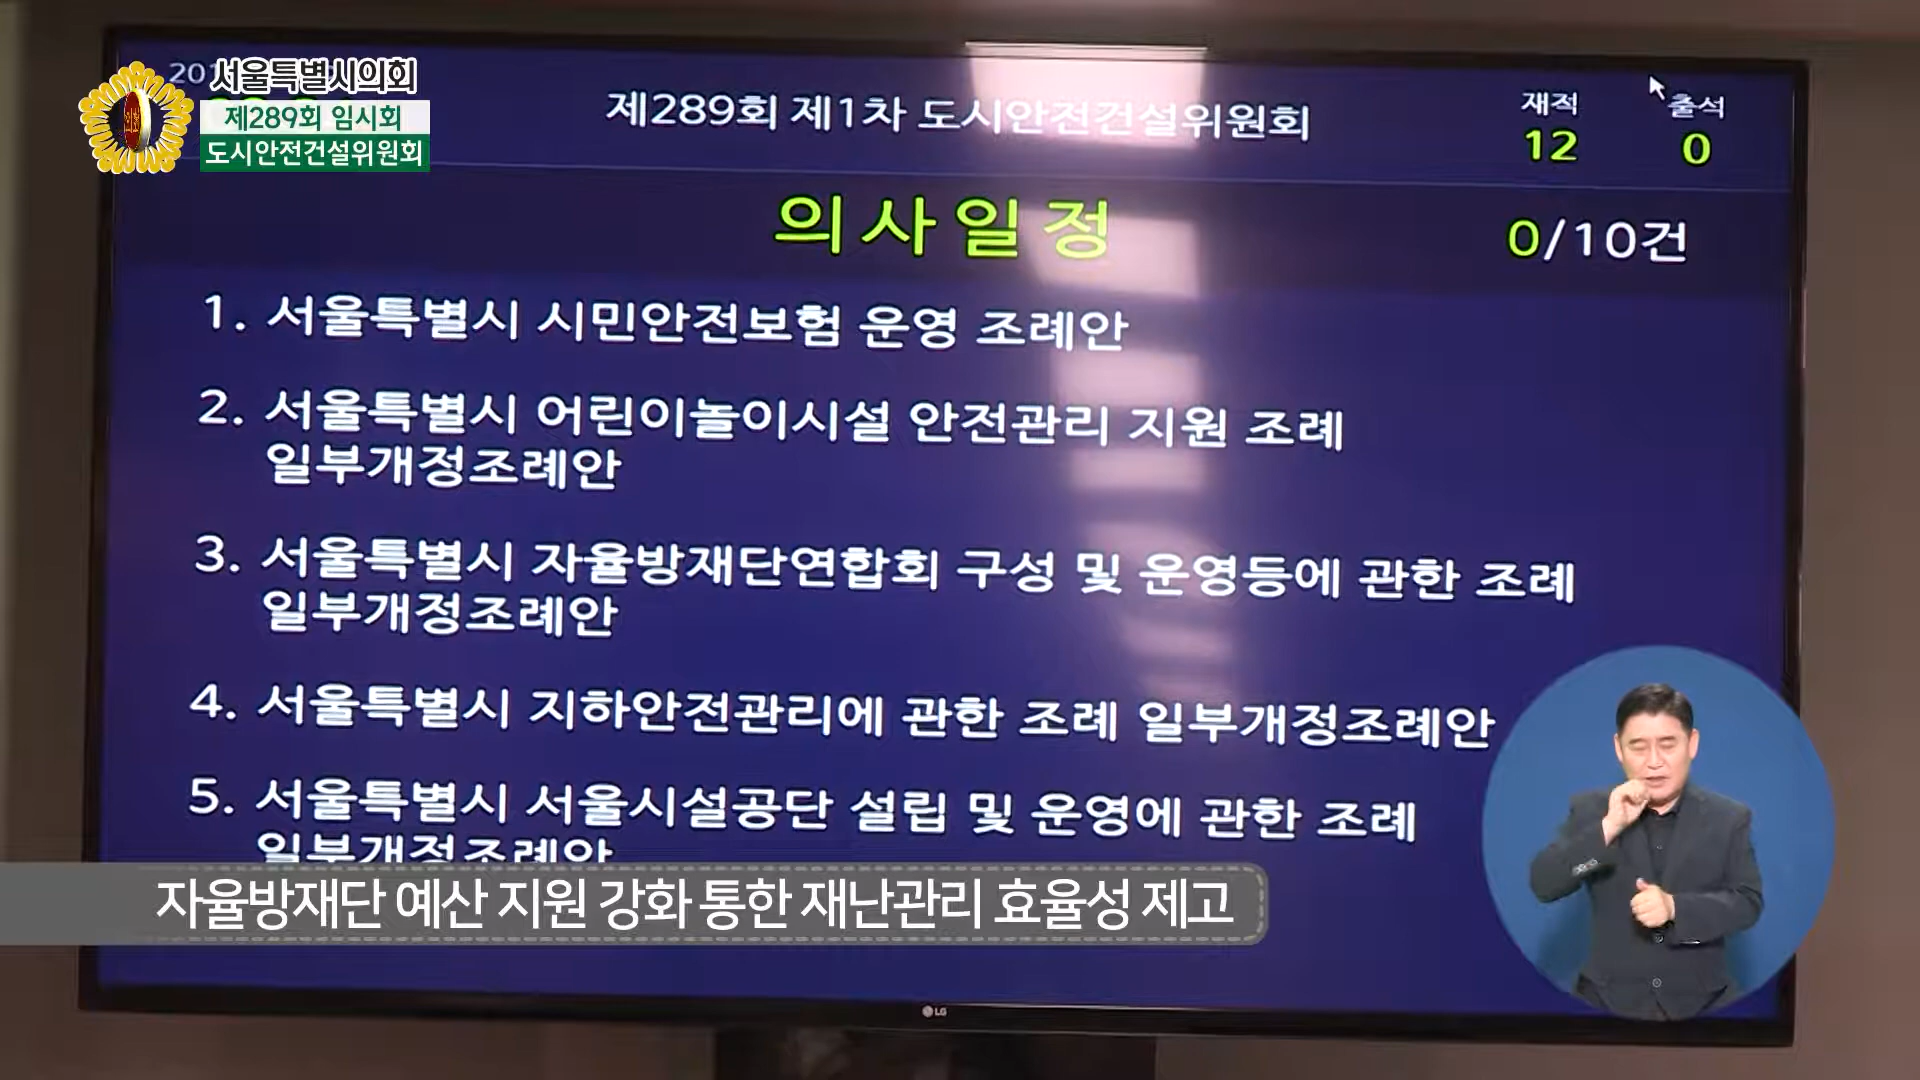 서울특별시의회
제289회 임시회
도시안전건설위원회
201
제289회 제1차 도시안전건설위원회
재적
12
출석
0
의사일정
0/10건
1. 서울특별시 시민안전보험 운영 조례안
2. 서울특별시 어린이놀이시설 안전관리 지원 조례
일부개정조례안
3. 서울특별시 자율방재단연합회 구성 및 운영등에 관한 조례
일부개정조례안
4. 서울특별시 지하안전관리에 관한 조례 일부개정조례안
5. 서울특별시 서울시설공단 설립 및 운영에 관한 조례
일부개정조례안
자율방재단 예산 지원 강화 통한 재난관리 효율성 제고
LG